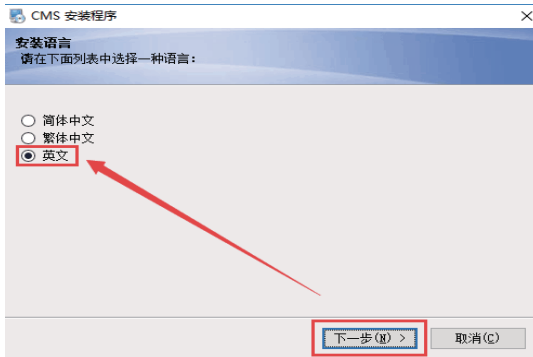 CMS 安装程序
安装语言
请在下面列表中选择一种语言：
简体中文
繁体中文
英文
下一步(N) >
取消(C)